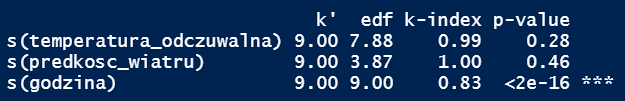 k' edf k-index p-value
s(temperatura_odczuwalna) 9.00 7.88 0.99 0.28
s(predkosc_wiatru) 9.00 3.87 1.00 0.46
s(godzina) 9.00 9.00 0.83 <2e-16 ***